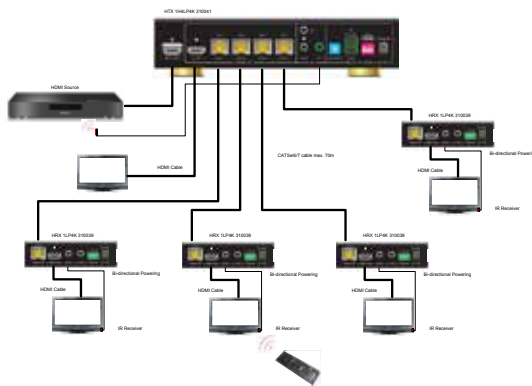 HTX 1H4LP4K 310041
HDMI Source
HRX 1LP4K 310039
Bi-directional Powering
HDMI Cable
CAT5e/6/7 cable max. 70m
HDMI Cable
IR Receiver
HRX 1LP4K 310039
HRX 1LP4K 310039
HRX 1LP4K 310039
Bi-directional Powering
Bi-directional Powering
Bi-directional Powering
HDMI Cable
HDMI Cable
HDMI Cable
IR Receiver
IR Receiver
IR Receiver